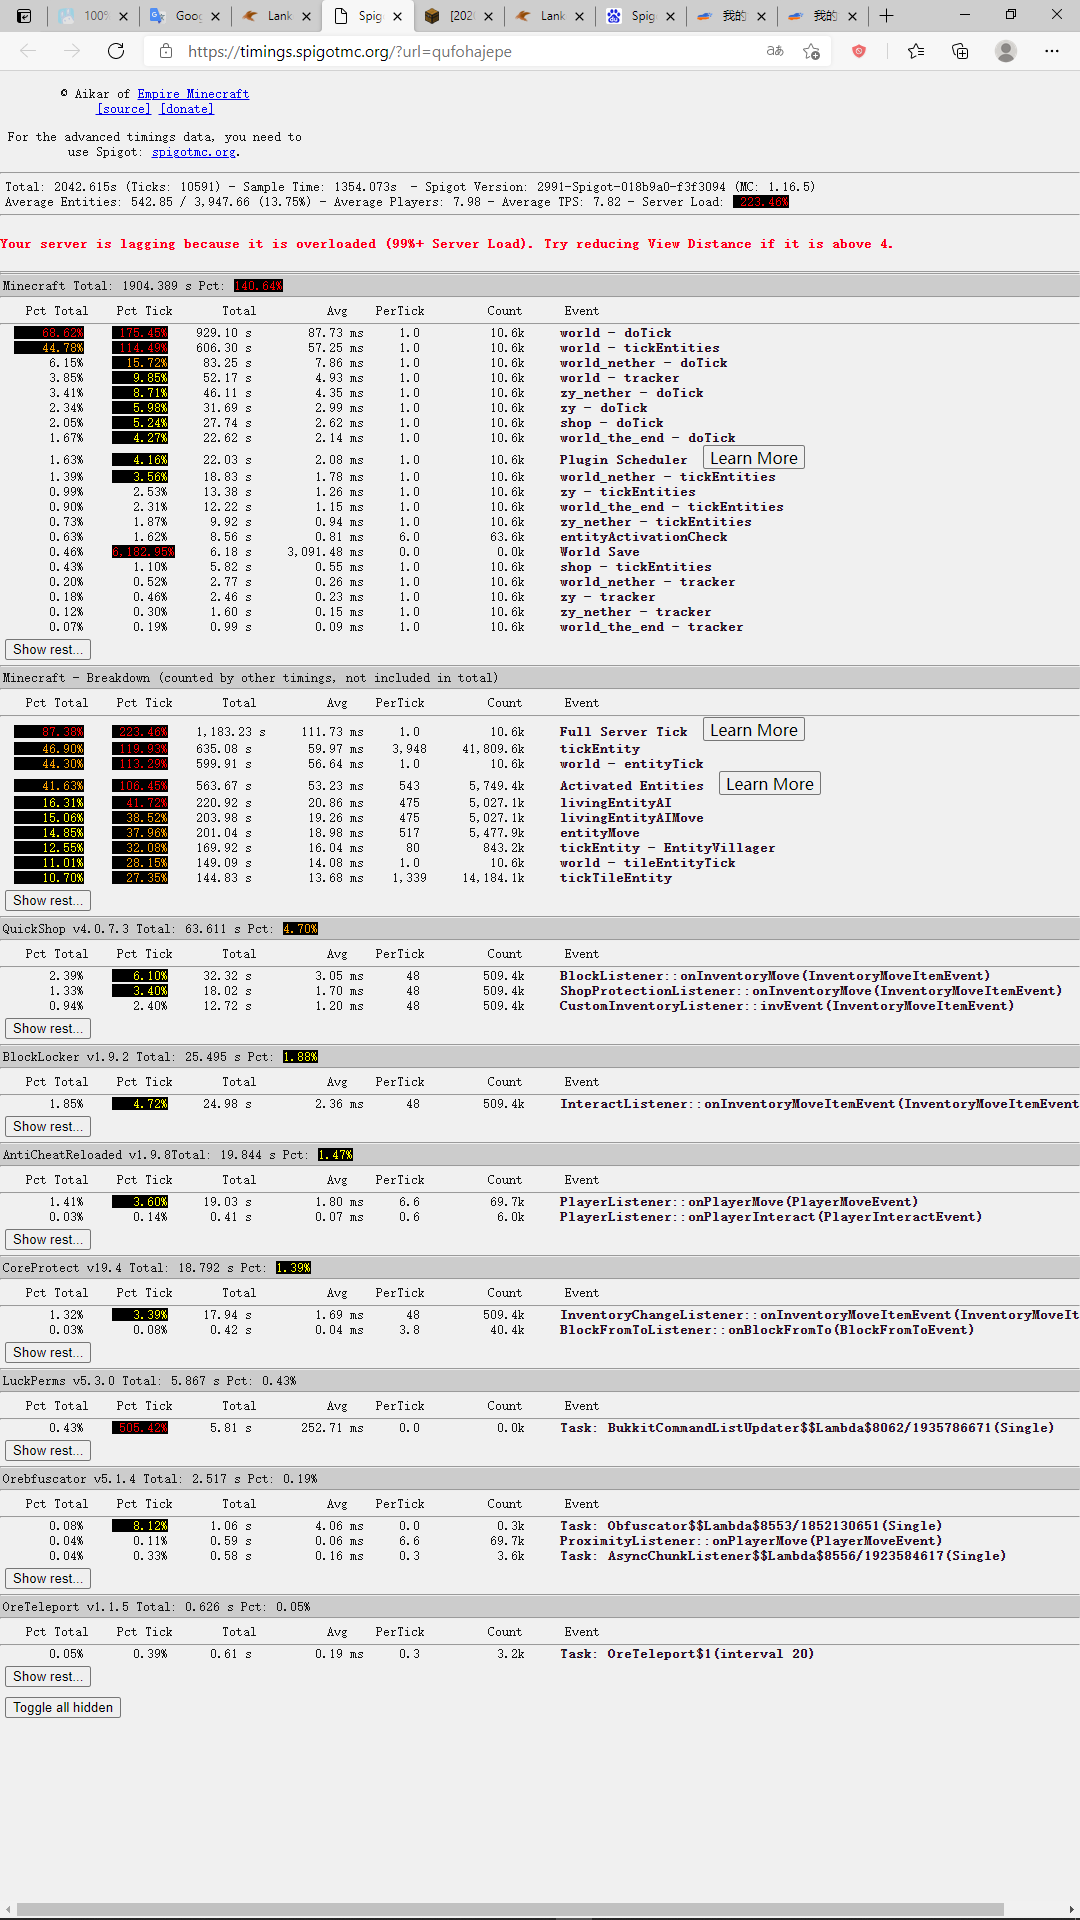 100%
Goog
Lank
Spig
[202
Lank
Spig
我的
我的
https://timings.spigotmc.org/?url=qufohajepe
aあ
© Aikar of Empire Minecraft
[source] [donate]
For the advanced timings data, you need to
use Spigot: spigotmc.org.
Total: 2042.615s (Ticks: 10591) - Sample Time: 1354.073s - Spigot Version: 2991-Spigot-018b9a0-f3f3094 (MC: 1.16.5)
Average Entities: 542.85 / 3,947.66 (13.75%) - Average Players: 7.98 - Average TPS: 7.82 - Server Load: 223.46%
Your server is lagging because it is overloaded (99%+ Server Load). Try reducing View Distance if it is above 4.
Minecraft Total: 1904.389 s Pct: 140.64%
Pct Total Pct Tick Total Avg PerTick Count Event
68.62% 175.45% 929.10 s 87.73 ms 1.0 10.6k world - doTick
44.78% 114.49% 606.30 s 57.25 ms 1.0 10.6k world - tickEntities
6.15% 15.72% 83.25 s 7.86 ms 1.0 10.6k world_nether - doTick
3.85% 9.85% 52.17 s 4.93 ms 1.0 10.6k world - tracker
3.41% 8.71% 46.11 s 4.35 ms 1.0 10.6k zy_nether - doTick
2.34% 5.98% 31.69 s 2.99 ms 1.0 10.6k zy - doTick
2.05% 5.24% 27.74 s 2.62 ms 1.0 10.6k shop - doTick
1.67% 4.27% 22.62 s 2.14 ms 1.0 10.6k world_the_end - doTick
1.63% 4.16% 22.03 s 2.08 ms 1.0 10.6k Plugin Scheduler Learn More
1.39% 3.56% 18.83 s 1.78 ms 1.0 10.6k world_nether - tickEntities
0.99% 2.53% 13.38 s 1.26 ms 1.0 10.6k zy - tickEntities
0.90% 2.31% 12.22 s 1.15 ms 1.0 10.6k world_the_end - tickEntities
0.73% 1.87% 9.92 s 0.94 ms 1.0 10.6k zy_nether - tickEntities
0.63% 1.62% 8.56 s 0.81 ms 6.0 63.6k entityActivationCheck
0.46% 6,182.95% 6.18 s 3,091.48 ms 0.0 0.0k World Save
0.43% 1.10% 5.82 s 0.55 ms 1.0 10.6k shop - tickEntities
0.20% 0.52% 2.77 s 0.26 ms 1.0 10.6k world_nether - tracker
0.18% 0.46% 2.46 s 0.23 ms 1.0 10.6k zy - tracker
0.12% 0.30% 1.60 s 0.15 ms 1.0 10.6k zy_nether - tracker
0.07% 0.19% 0.99 s 0.09 ms 1.0 10.6k world_the_end - tracker
Show rest...
Minecraft - Breakdown (counted by other timings, not included in total)
Pct Total Pct Tick Total Avg PerTick Count Event
87.38% 223.46% 1,183.23 s 111.73 ms 1.0 10.6k Full Server Tick Learn More
46.90% 119.93% 635.08 s 59.97 ms 3,948 41,809.6k tickEntity
44.30% 113.29% 599.91 s 56.64 ms 1.0 10.6k world - entityTick
41.63% 106.45% 563.67 s 53.23 ms 543 5,749.4k Activated Entities Learn More
16.31% 41.72% 220.92 s 20.86 ms 475 5,027.1k livingEntityAI
15.06% 38.52% 203.98 s 19.26 ms 475 5,027.1k livingEntityAIMove
14.85% 37.96% 201.04 s 18.98 ms 517 5,477.9k entityMove
12.55% 32.08% 169.92 s 16.04 ms 80 843.2k tickEntity - EntityVillager
11.01% 28.15% 149.09 s 14.08 ms 1.0 10.6k world - tileEntityTick
10.70% 27.35% 144.83 s 13.68 ms 1,339 14,184.1k tickTileEntity
Show rest...
QuickShop v4.0.7.3 Total: 63.611 s Pct: 4.70%
Pct Total Pct Tick Total Avg PerTick Count Event
2.39% 6.10% 32.32 s 3.05 ms 48 509.4k BlockListener::onInventoryMove(InventoryMoveItemEvent)
1.33% 3.40% 18.02 s 1.70 ms 48 509.4k ShopProtectionListener::onInventoryMove(InventoryMoveItemEvent)
0.94% 2.40% 12.72 s 1.20 ms 48 509.4k CustomInventoryListener::invEvent(InventoryMoveItemEvent)
Show rest...
BlockLocker v1.9.2 Total: 25.495 s Pct: 1.88%
Pct Total Pct Tick Total Avg PerTick Count Event
1.85% 4.72% 24.98 s 2.36 ms 48 509.4k InteractListener::onInventoryMoveItemEvent(InventoryMoveItemEvent
Show rest...
AntiCheatReloaded v1.9.8Total: 19.844 s Pct: 1.47%
Pct Total Pct Tick Total Avg PerTick Count Event
1.41% 3.60% 19.03 s 1.80 ms 6.6 69.7k PlayerListener::onPlayerMove(PlayerMoveEvent)
0.03% 0.14% 0.41 s 0.07 ms 0.6 6.0k PlayerListener::onPlayerInteract(PlayerInteractEvent)
Show rest...
CoreProtect v19.4 Total: 18.792 s Pct: 1.39%
Pct Total Pct Tick Total Avg PerTick Count Event
1.32% 3.39% 17.94 s 1.69 ms 48 509.4k InventoryChangeListener::onInventoryMoveItemEvent(InventoryMoveIt
0.03% 0.08% 0.42 s 0.04 ms 3.8 40.4k BlockFromToListener::onBlockFromTo(BlockFromToEvent)
Show rest...
LuckPerms v5.3.0 Total: 5.867 s Pct: 0.43%
Pct Total Pct Tick Total Avg PerTick Count Event
0.43% 505.42% 5.81 s 252.71 ms 0.0 0.0k Task: BukkitCommandListUpdater$$Lambda$8062/1935786671(Single)
Show rest...
Orebfuscator v5.1.4 Total: 2.517 s Pct: 0.19%
Pct Total Pct Tick Total Avg PerTick Count Event
0.08% 8.12% 1.06 s 4.06 ms 0.0 0.3k Task: Obfuscator$$Lambda$8553/1852130651(Single)
0.04% 0.11% 0.59 s 0.06 ms 6.6 69.7k ProximityListener::onPlayerMove(PlayerMoveEvent)
0.04% 0.33% 0.58 s 0.16 ms 0.3 3.6k Task: AsyncChunkListener$$Lambda$8556/1923584617(Single)
Show rest...
OreTeleport v1.1.5 Total: 0.626 s Pct: 0.05%
Pct Total Pct Tick Total Avg PerTick Count Event
0.05% 0.39% 0.61 s 0.19 ms 0.3 3.2k Task: OreTeleport$1(interval 20)
Show rest...
Toggle all hidden